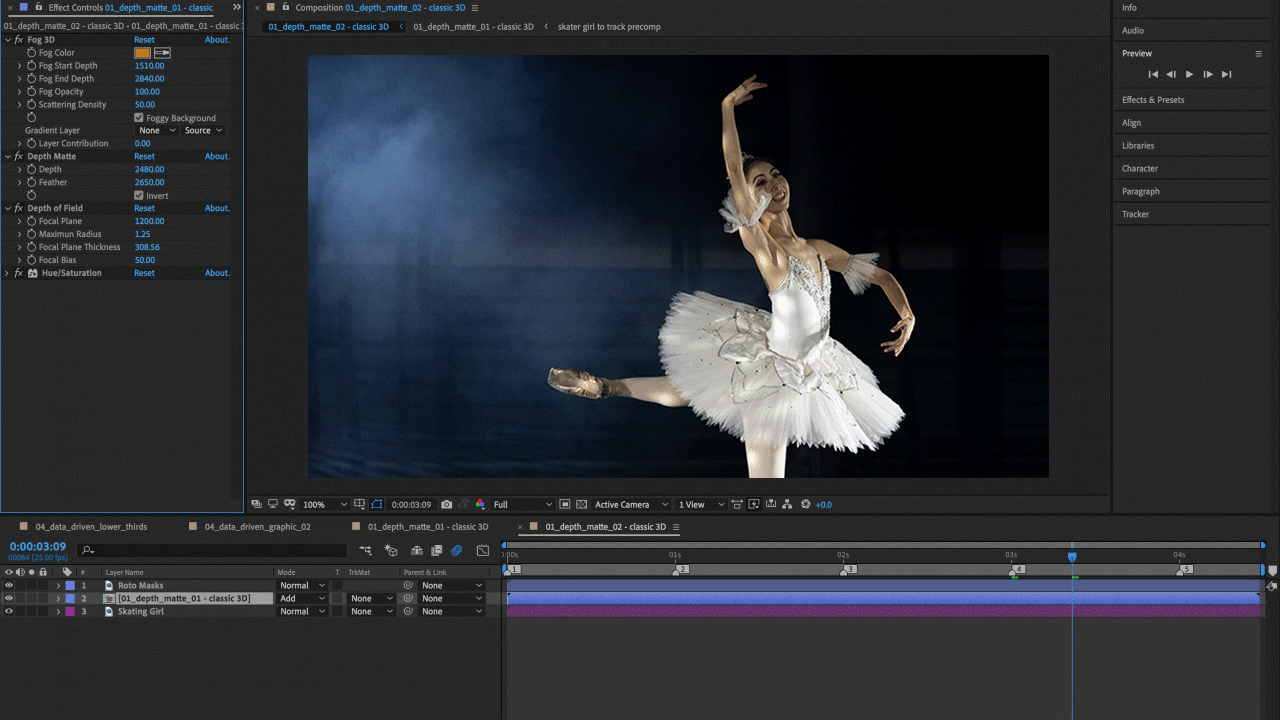 × Effect Controls 01_depth_matte_01 - classic »
01_depth_matte_02 - classic 3D • 01_depth_matte_01 - classic 3
fx Fog 3D Reset About.
Fog Color
Fog Start Depth 1510.00
Fog End Depth 2840.00
Fog Opacity 100.00
Scattering Density 50.00
Foggy Background
Gradient Layer None Source
Layer Contribution 0.00
fx Depth Matte Reset About.
Depth 2480.00
Feather 2650.00
Invert
fx Depth of Field Reset About.
Focal Plane 1200.00
Maximun Radius 1.25
Focal Plane Thickness 308.56
Focal Bias 50.00
fx Hue/Saturation Reset About.
× Composition 01_depth_matte_02 - classic 3D
01_depth_matte_02 - classic 3D 01_depth_matte_01 - classic 3D skater girl to track precomp
100% 0:00:03:09 Full Active Camera 1 View +0.0
Info
Audio
Preview
Effects & Presets
Align
Libraries
Character
Paragraph
Tracker
04_data_driven_lower_thirds 04_data_driven_graphic_02 01_depth_matte_01 - classic 3D × 01_depth_matte_02 - classic 3D
0:00:03:09
00084 (25.00 fps)
# Layer Name Mode T TrkMat Parent & Link
1 Roto Masks Normal None
2 [01_depth_matte_01 - classic 3D] Add None None
3 Skating Girl Normal None None
0:00s 01s 02s 03s 04s
1 2 3 4 5